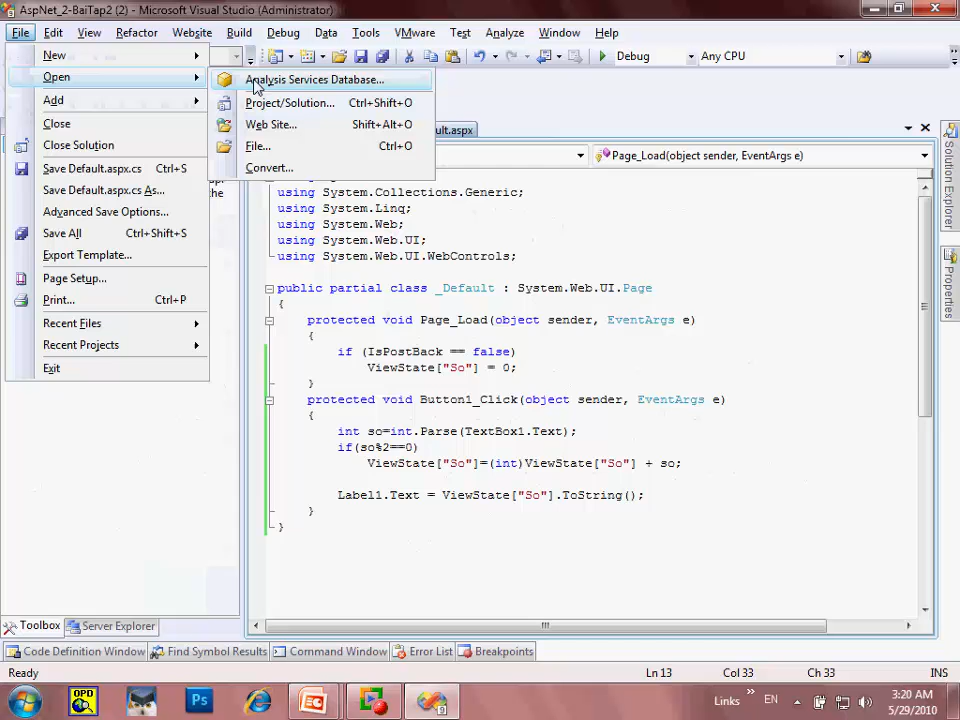 AspNet_2-BaiTap2 (2) - Microsoft Visual Studio (Administrator)
File Edit View Refactor Website Build Debug Data Tools VMware Test Analyze Window Help
New
Debug Any CPU
Open
Analysis Services Database...
Add
Project/Solution... Ctrl+Shift+O
Close
Web Site... Shift+Alt+O
ult.aspx
Close Solution
File... Ctrl+O
Page_Load(object sender, EventArgs e)
Save Default.aspx.cs Ctrl+S
Convert...
Save Default.aspx.cs As...
the
Advanced Save Options...
Save All Ctrl+Shift+S
Export Template...
Page Setup...
Print... Ctrl+P
Recent Files
Recent Projects
Exit
using System.Collections.Generic;
using System.Linq;
using System.Web;
using System.Web.UI;
using System.Web.UI.WebControls;
public partial class _Default : System.Web.UI.Page
{
protected void Page_Load(object sender, EventArgs e)
{
if (IsPostBack == false)
ViewState["So"] = 0;
}
protected void Button1_Click(object sender, EventArgs e)
{
int so=int.Parse(TextBox1.Text);
if(so%2==0)
ViewState["So"]=(int)ViewState["So"] + so;
Label1.Text = ViewState["So"].ToString();
}
}
Solution Explorer
Properties
Toolbox Server Explorer
Code Definition Window Find Symbol Results Command Window Error List Breakpoints
Ready Ln 13 Col 33 Ch 33 INS
OPD Ps Links » EN 3:20 AM
5/29/2010